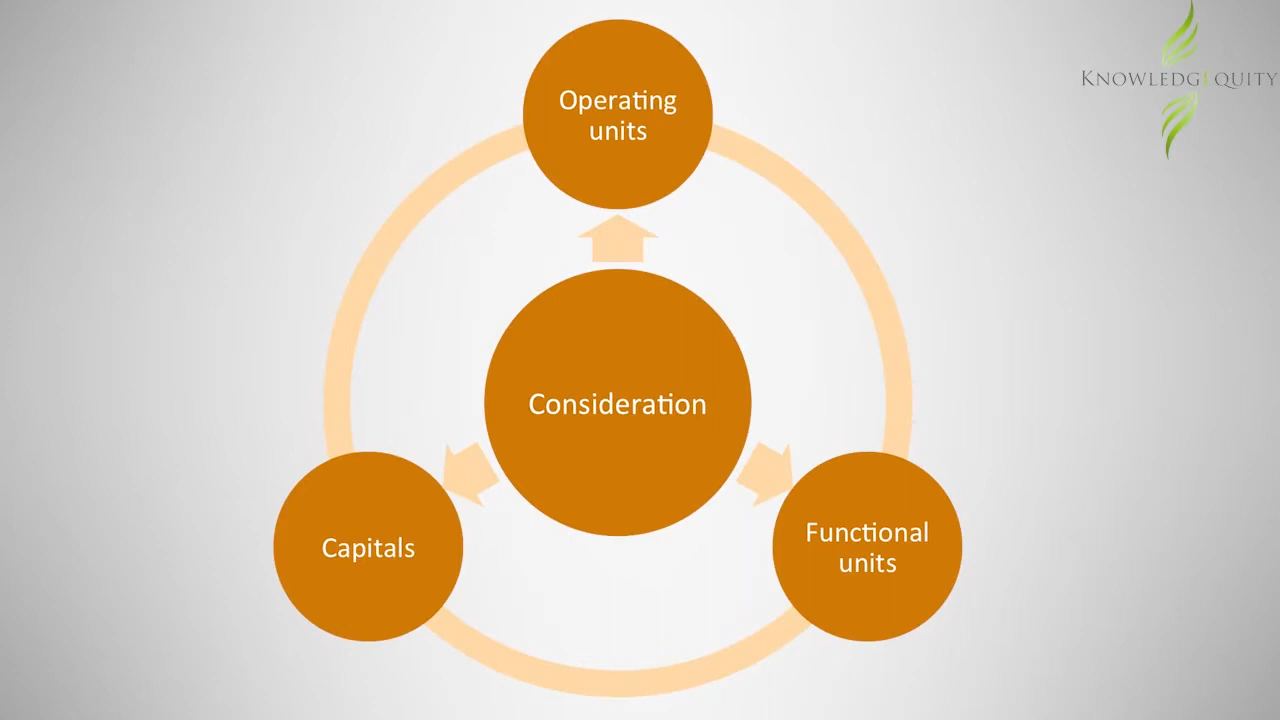 KNOWLEDGEQUITY
Operating
units
Consideration
Capitals
Functional
units